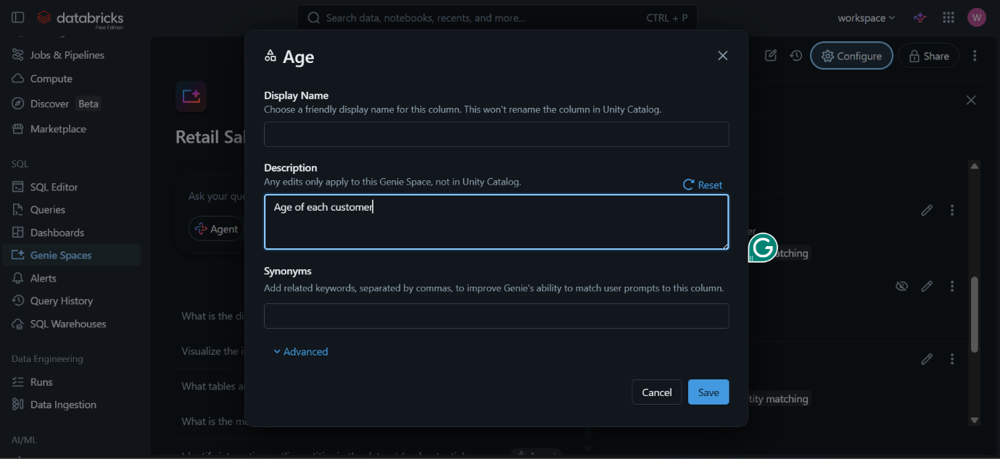 databricks
Free Edition
Search data, notebooks, recents, and more...
CTRL + P
workspace
W
Jobs & Pipelines
Compute
Discover
Beta
Marketplace
SQL
SQL Editor
Queries
Dashboards
Genie Spaces
Alerts
Query History
SQL Warehouses
Data Engineering
Runs
Data Ingestion
AI/ML
Retail Sal
Ask your que
Agent
What is the di
Visualize the i
What tables a
What is the mo
Age
Display Name
Choose a friendly display name for this column. This won't rename the column in Unity Catalog.
Description
Any edits only apply to this Genie Space, not in Unity Catalog.
Reset
Age of each customer
Synonyms
Add related keywords, separated by commas, to improve Genie's ability to match user prompts to this column.
Advanced
Cancel
Save
Configure
Share
er
G
atching
tity matching